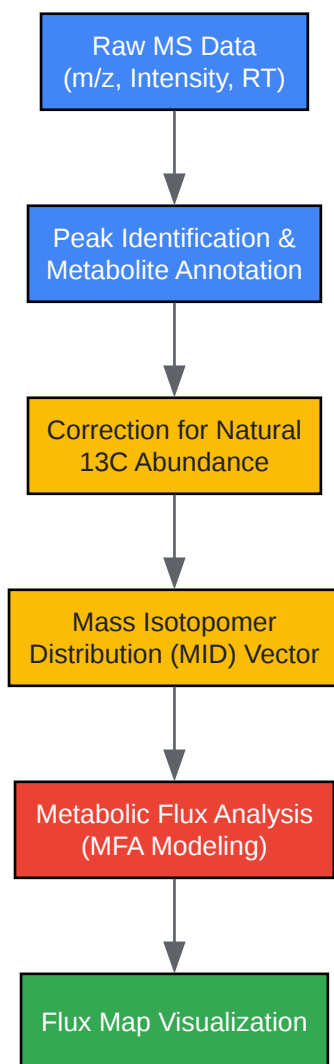 Raw MS Data
(m/z, Intensity, RT)
Peak Identification &
Metabolite Annotation
Correction for Natural
13C Abundance
Mass Isotopomer
Distribution (MID) Vector
Metabolic Flux Analysis
(MFA Modeling)
Flux Map Visualization